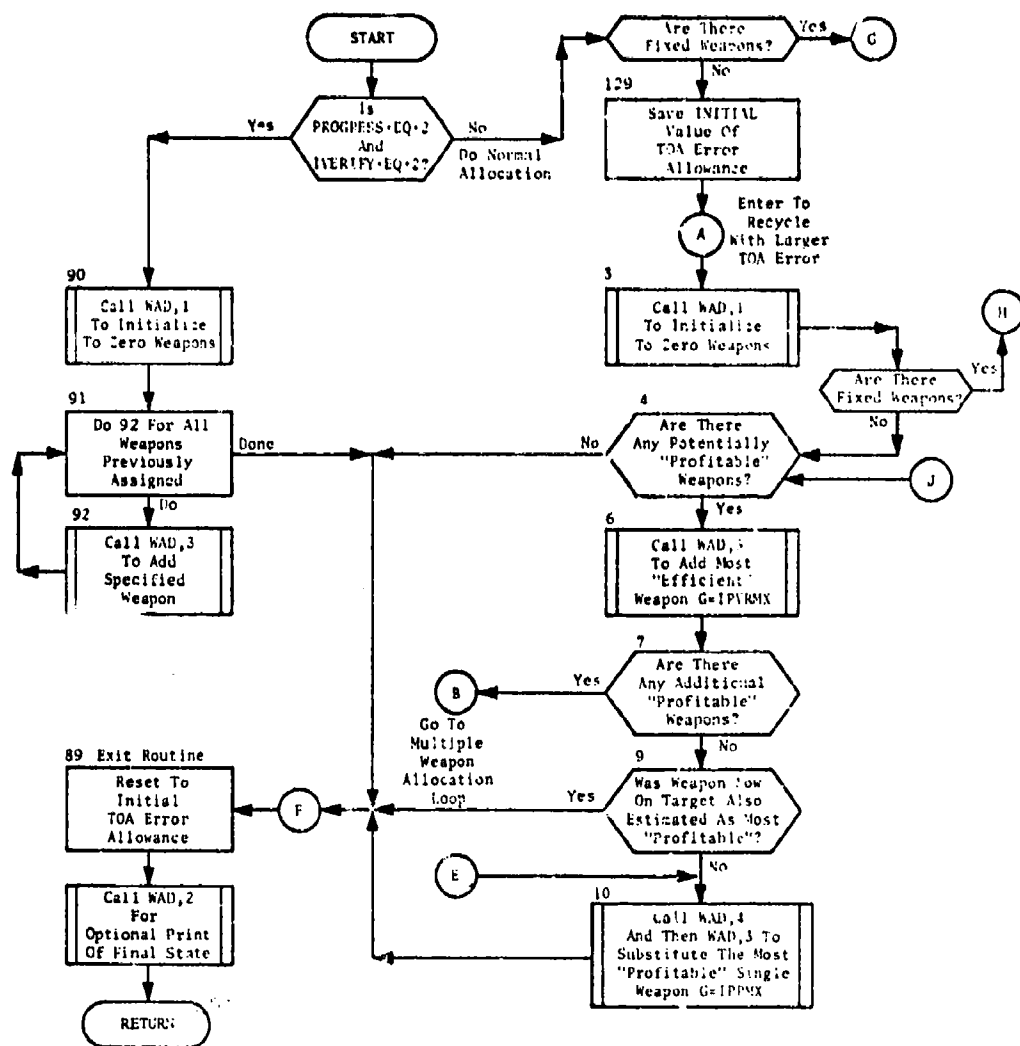 START
Is
PROGRESS·EQ·2
And
IVERIFY·EQ·2?
Yes
No
Do Normal
Allocation
Are There
Fixed Weapons?
Yes
G
No
129
Save INITIAL
Value Of
TOA Error
Allowance
A
Enter To
Recycle
With Larger
TOA Error
3
Call WAD,1
To Initialize
To Zero Weapons
Are There
Fixed Weapons?
Yes
H
No
90
Call WAD,1
To Initialize
To Zero Weapons
91
Do 92 For All
Weapons
Previously
Assigned
Done
Do
92
Call WAD,3
To Add
Specified
Weapon
4
Are There
Any Potentially
"Profitable"
Weapons?
No
J
Yes
6
Call WAD,
To Add Most
"Efficient"
Weapon G=IPVRMX
7
Are There
Any Additional
"Profitable"
Weapons?
Yes
B
No
Go To
Multiple
Weapon
Allocation
Loop
9
Was Weapon Now
On Target Also
Estimated As Most
"Profitable"?
Yes
No
E
10
Call WAD,4
And Then WAD,3 To
Substitute The Most
"Profitable" Single
Weapon G=IPPMX
F
89 Exit Routine
Reset To
Initial
TOA Error
Allowance
Call WAD,2
For
Optional Print
Of Final State
RETURN